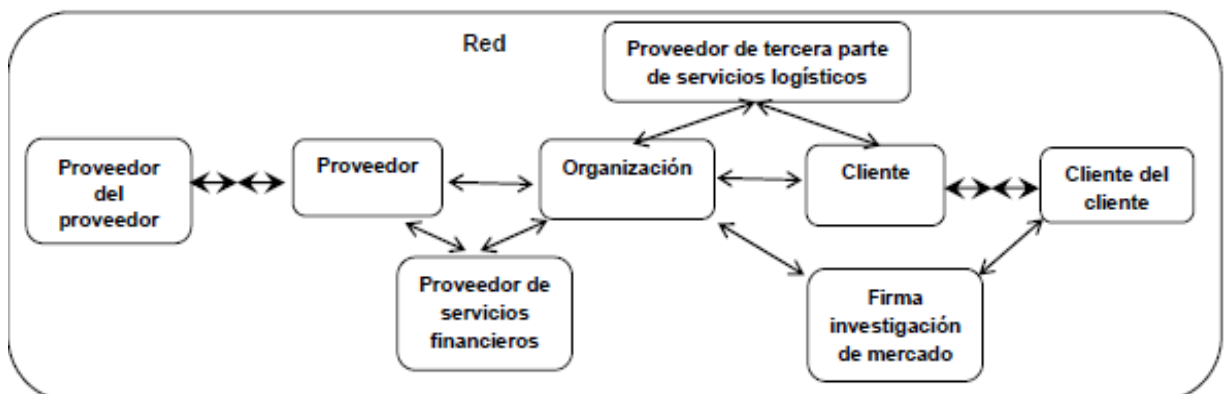 Red
Proveedor de tercera parte
de servicios logísticos
Proveedor
del
proveedor
Proveedor
Organización
Cliente
Cliente del
cliente
Proveedor de
servicios
financieros
Firma
investigación
de mercado